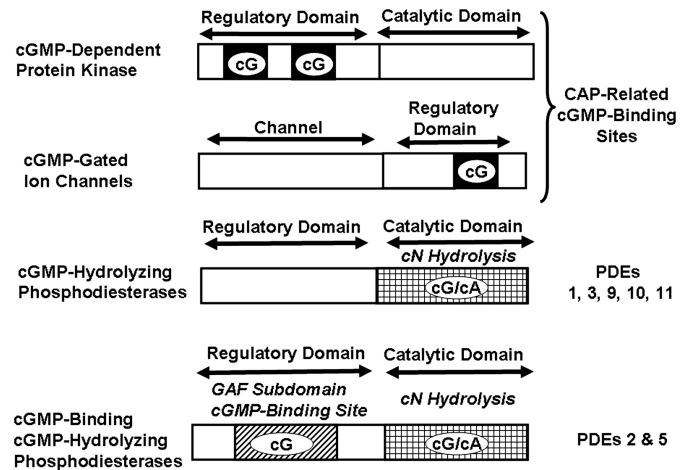 Regulatory Domain
Catalytic Domain
cGMP-Dependent
Protein Kinase
cG
cG
CAP-Related
cGMP-Binding
Sites
Channel
Regulatory
Domain
cGMP-Gated
Ion Channels
cG
Regulatory Domain
Catalytic Domain
cN Hydrolysis
cGMP-Hydrolyzing
Phosphodiesterases
cG/cA
PDEs
1, 3, 9, 10, 11
Regulatory Domain
Catalytic Domain
GAF Subdomain
cGMP-Binding Site
cN Hydrolysis
cGMP-Binding
cGMP-Hydrolyzing
Phosphodiesterases
cG
cG/cA
PDEs 2 & 5